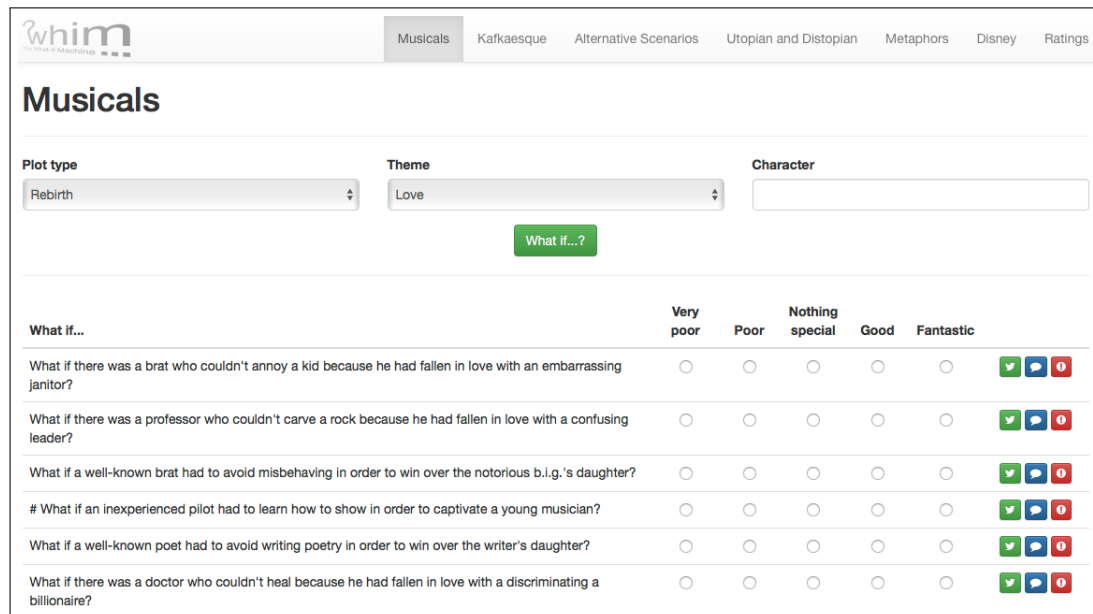 ?whim
The What-If Machine
Musicals Kafkaesque Alternative Scenarios Utopian and Distopian Metaphors Disney Ratings
Musicals
Plot type Theme Character
Rebirth Love
What if...?
What if... Very poor Poor Nothing special Good Fantastic
What if there was a brat who couldn't annoy a kid because he had fallen in love with an embarrassing
janitor?
What if there was a professor who couldn't carve a rock because he had fallen in love with a confusing
leader?
What if a well-known brat had to avoid misbehaving in order to win over the notorious b.i.g.'s daughter?
# What if an inexperienced pilot had to learn how to show in order to captivate a young musician?
What if a well-known poet had to avoid writing poetry in order to win over the writer's daughter?
What if there was a doctor who couldn't heal because he had fallen in love with a discriminating a
billionaire?